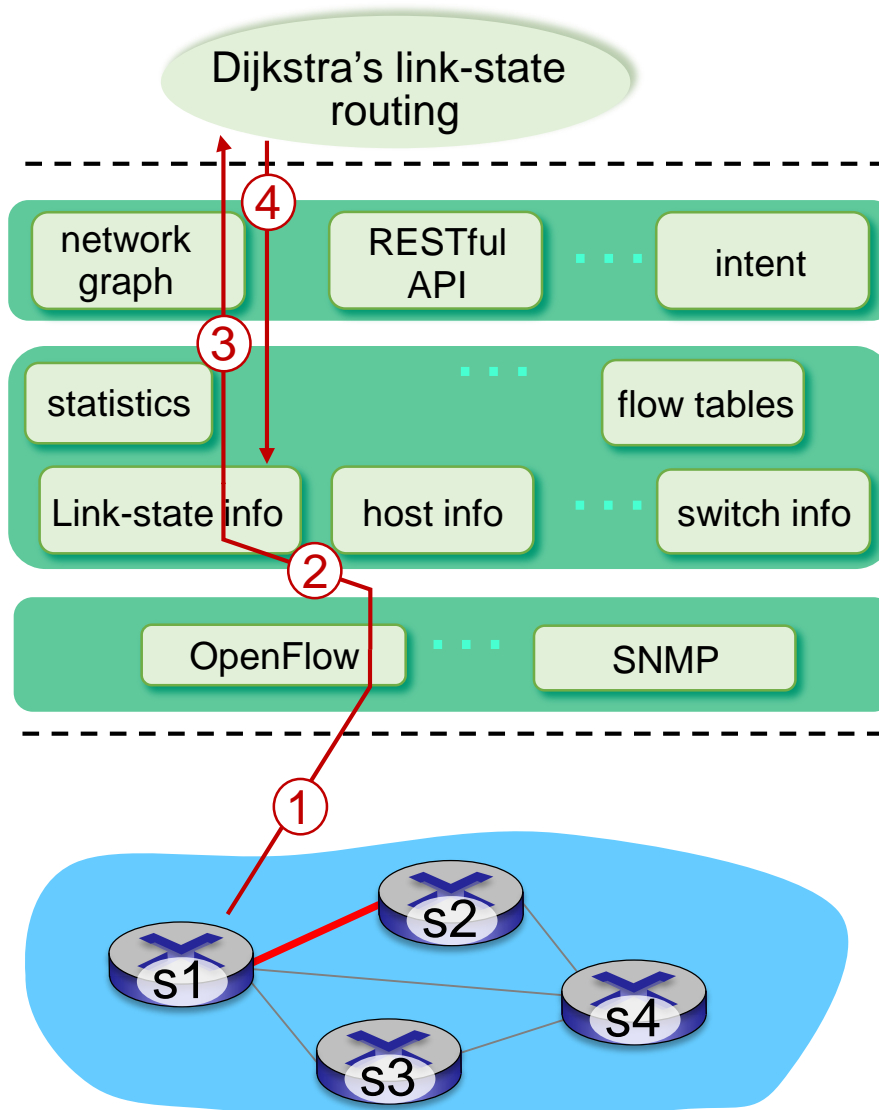 Dijkstra's link-state
routing
4
network
graph
RESTful
API
intent
3
statistics
flow tables
Link-state info
host info
switch info
2
OpenFlow
SNMP
1
s2
s1
s4
s3